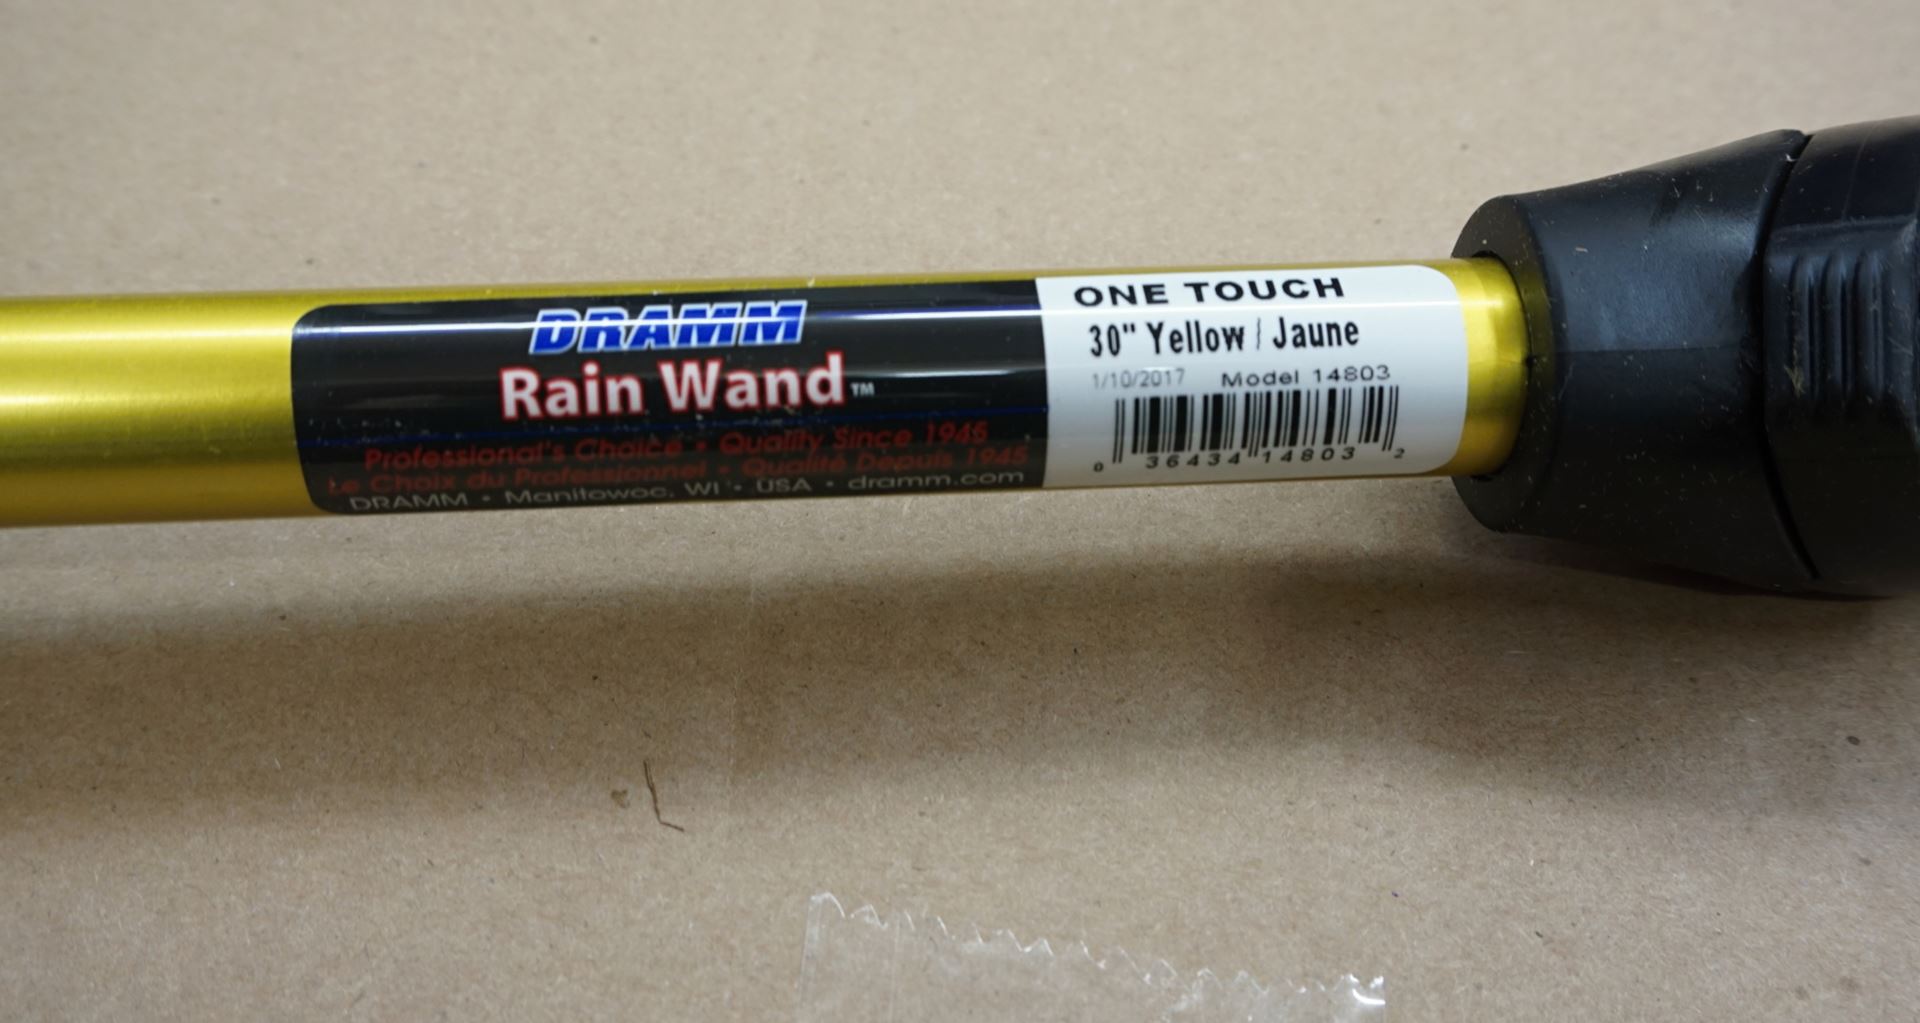 DRAMM
Rain Wand™
Professional's Choice • Quality Since 1945
Le Choix du Professionnel • Qualité Depuis 1945
DRAMM • Manitowoc, WI • USA • dramm.com
ONE TOUCH
30" Yellow / Jaune
1/10/2017 Model 14803
0 36434 14803 2